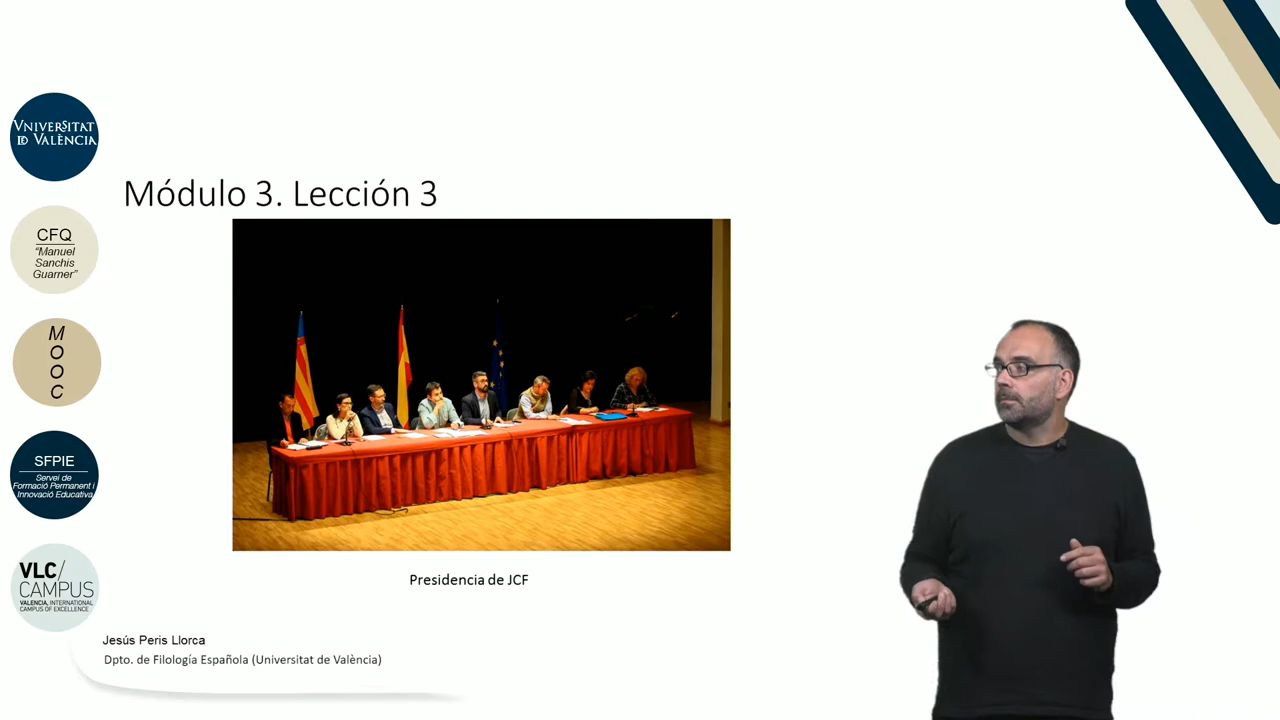 VNIVERSITAT
ID VALÈNCIA
CFQ
“Manuel
Sanchis
Guarner”
M
O
O
C
SFPIE
Servei de
Formació Permanent i
Innovació Educativa
VLC/
CAMPUS
VALENCIA, INTERNATIONAL
CAMPUS OF EXCELLENCE
Módulo 3. Lección 3
Presidencia de JCF
Jesús Peris Llorca
Dpto. de Filología Española (Universitat de València)